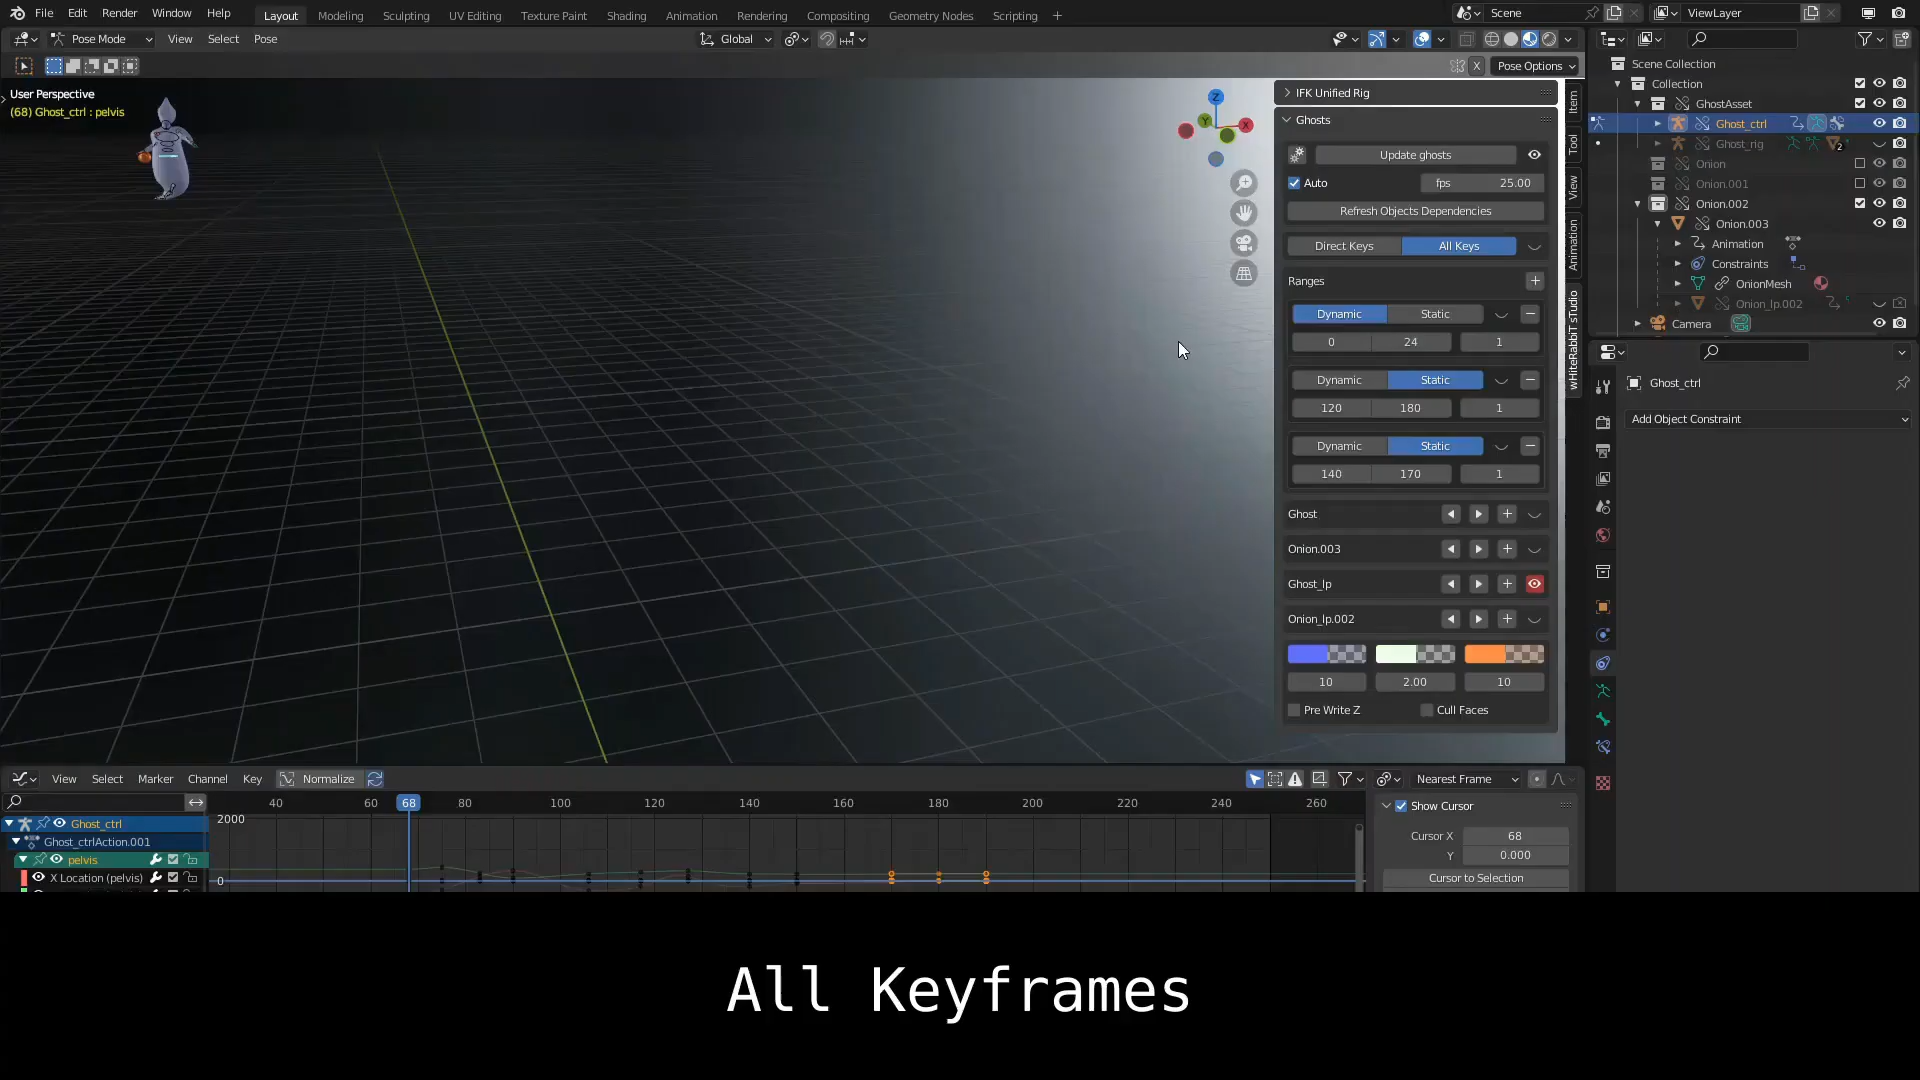 File Edit Render Window Help Layout Modeling Sculpting UV Editing Texture Paint Shading Animation Rendering Compositing Geometry Nodes Scripting + Scene ViewLayer
Pose Mode View Select Pose Global
X Pose Options
User Perspective
(68) Ghost_ctrl : pelvis
Z
Y
X
IFK Unified Rig
Ghosts
Update ghosts
Auto fps 25.00
Refresh Objects Dependencies
Direct Keys All Keys
Ranges +
Dynamic Static
0 24 1
Dynamic Static
120 180 1
Dynamic Static
140 170 1
Ghost
Onion.003
Ghost_lp
Onion_lp.002
10 2.00 10
Pre Write Z Cull Faces
Item
Tool
View
Animation
wHiteRabbiT sTudio
Scene Collection
Collection
GhostAsset
Ghost_ctrl
Ghost_rig 2
Onion
Onion.001
Onion.002
Onion.003
Animation
Constraints
OnionMesh
Onion_lp.002
Camera
Ghost_ctrl
Add Object Constraint
View Select Marker Channel Key Normalize Nearest Frame
40 60 68 80 100 120 140 160 180 200 220 240 260
2000
0
Ghost_ctrl
Ghost_ctrlAction.001
pelvis
X Location (pelvis)
Show Cursor
Cursor X 68
Y 0.000
Cursor to Selection
All Keyframes